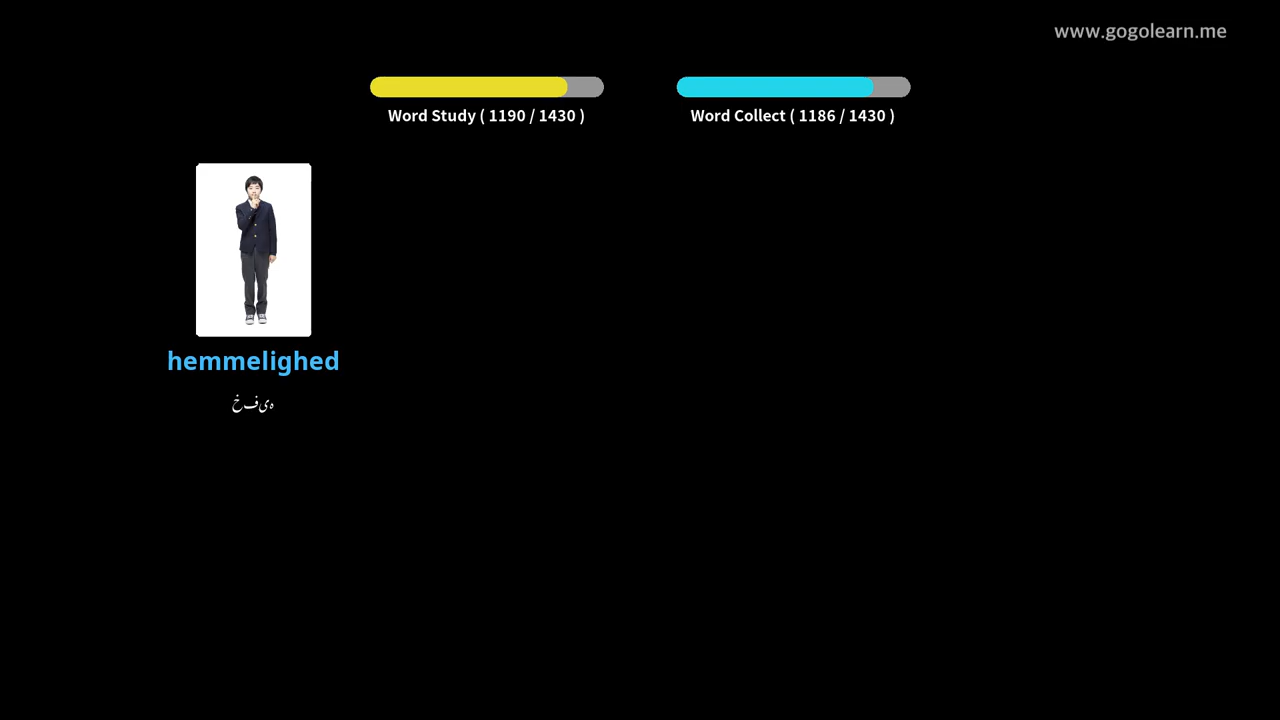 www.gogolearn.me
Word Study ( 1190 / 1430 )
Word Collect ( 1186 / 1430 )
hemmelighed
خفیہ